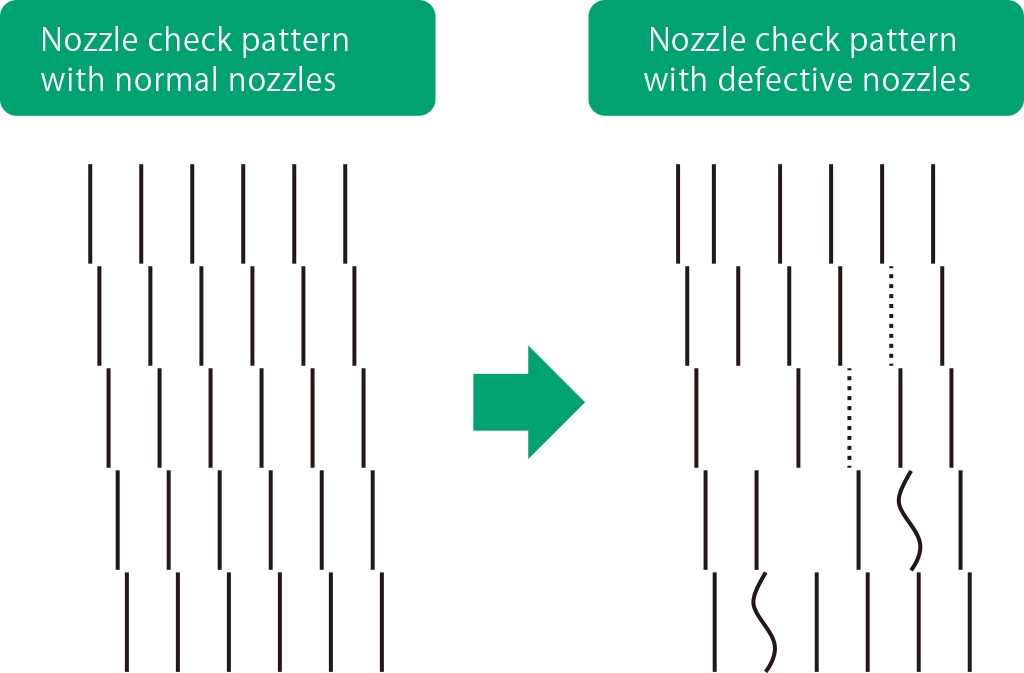 Nozzle check pattern
with normal nozzles
Nozzle check pattern
with defective nozzles